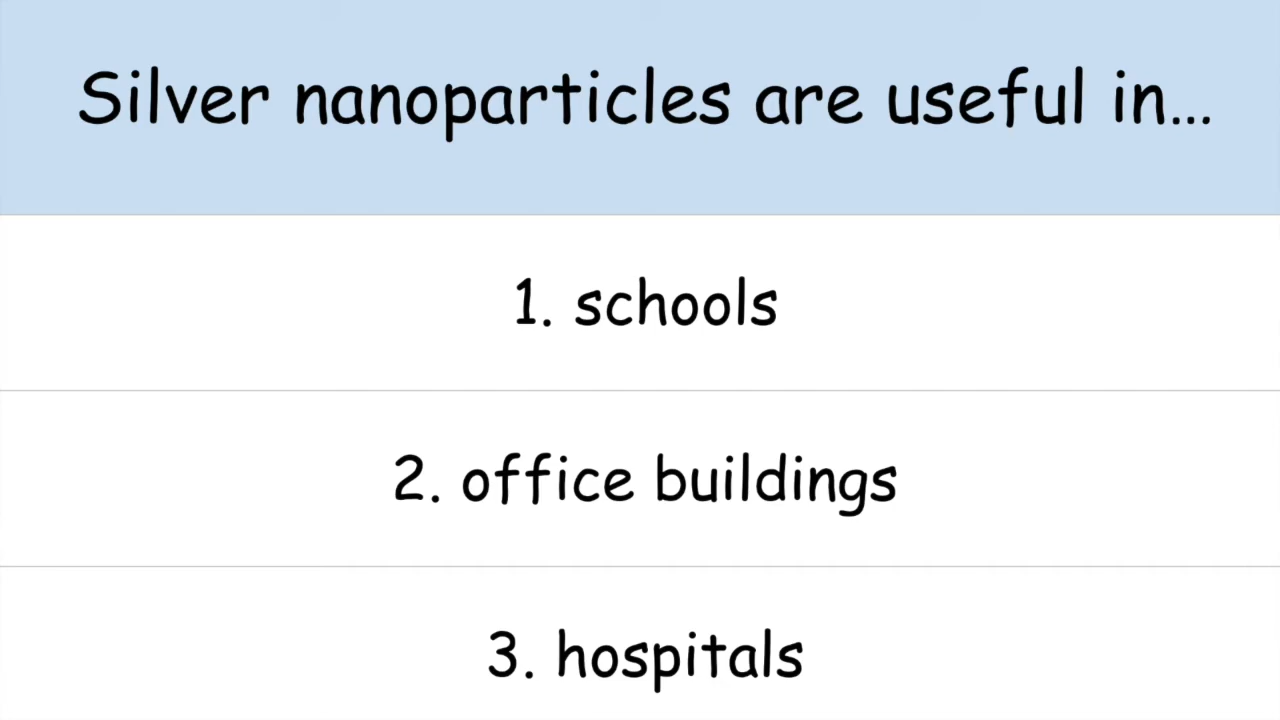 Silver nanoparticles are useful in...
1. schools
2. office buildings
3. hospitals